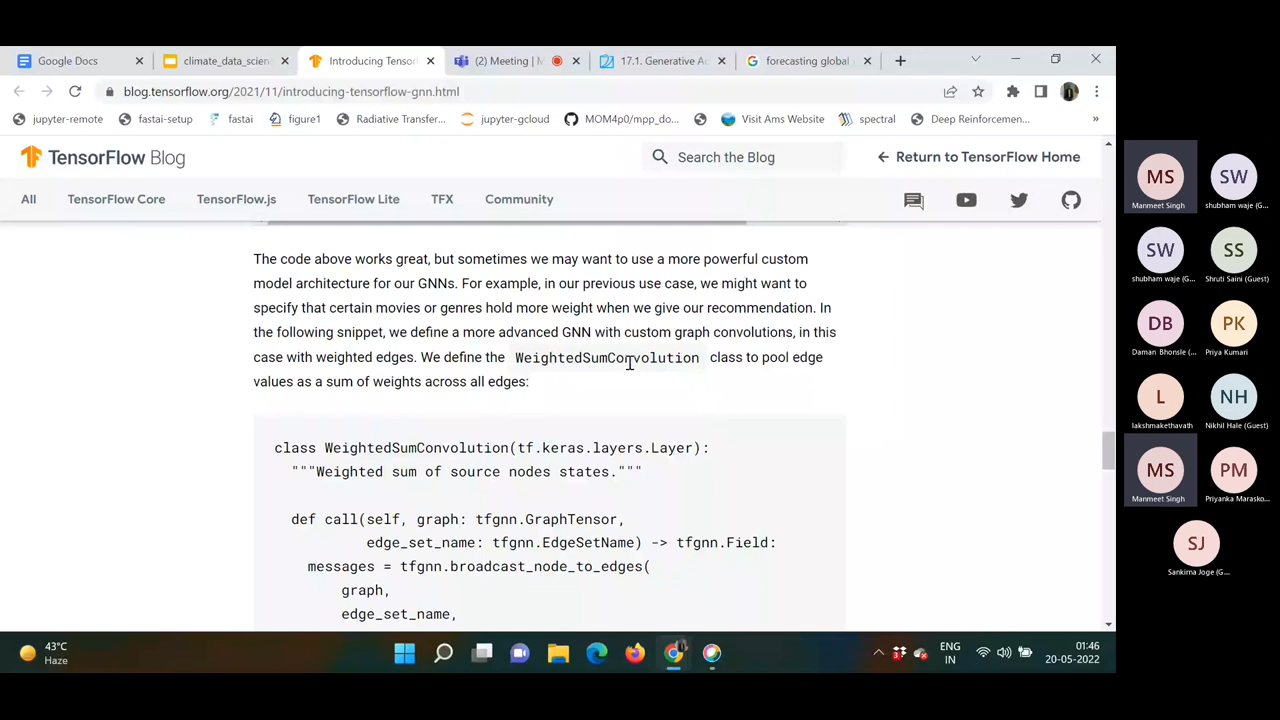 Google Docs
climate_data_scien
Introducing Tensor
(2) Meeting | M
17.1. Generative Ad
forecasting global
blog.tensorflow.org/2021/11/introducing-tensorflow-gnn.html
jupyter-remote
fastai-setup
fastai
figure1
Radiative Transfer...
jupyter-gcloud
MOM4p0/mpp_do...
Visit Ams Website
spectral
Deep Reinforcemen...
»
TensorFlow Blog
Search the Blog
Return to TensorFlow Home
All
TensorFlow Core
TensorFlow.js
TensorFlow Lite
TFX
Community
The code above works great, but sometimes we may want to use a more powerful custom
model architecture for our GNNs. For example, in our previous use case, we might want to
specify that certain movies or genres hold more weight when we give our recommendation. In
the following snippet, we define a more advanced GNN with custom graph convolutions, in this
case with weighted edges. We define the WeightedSumConvolution class to pool edge
values as a sum of weights across all edges:
class WeightedSumConvolution(tf.keras.layers.Layer):
"""Weighted sum of source nodes states."""
def call(self, graph: tfgnn.GraphTensor,
edge_set_name: tfgnn.EdgeSetName) -> tfgnn.Field:
messages = tfgnn.broadcast_node_to_edges(
graph,
edge_set_name,
43°C
Haze
ENG
IN
01:46
20-05-2022
MS
Manmeet Singh
SW
shubham waje (G...
SW
shubham waje (G...
SS
Shruti Saini (Guest)
DB
Daman Bhonsle (...
PK
Priya Kumari
L
lakshmakethavath
NH
Nikhil Hale (Guest)
MS
Manmeet Singh
PM
Priyanka Marasko...
SJ
Sankirna Joge (G...